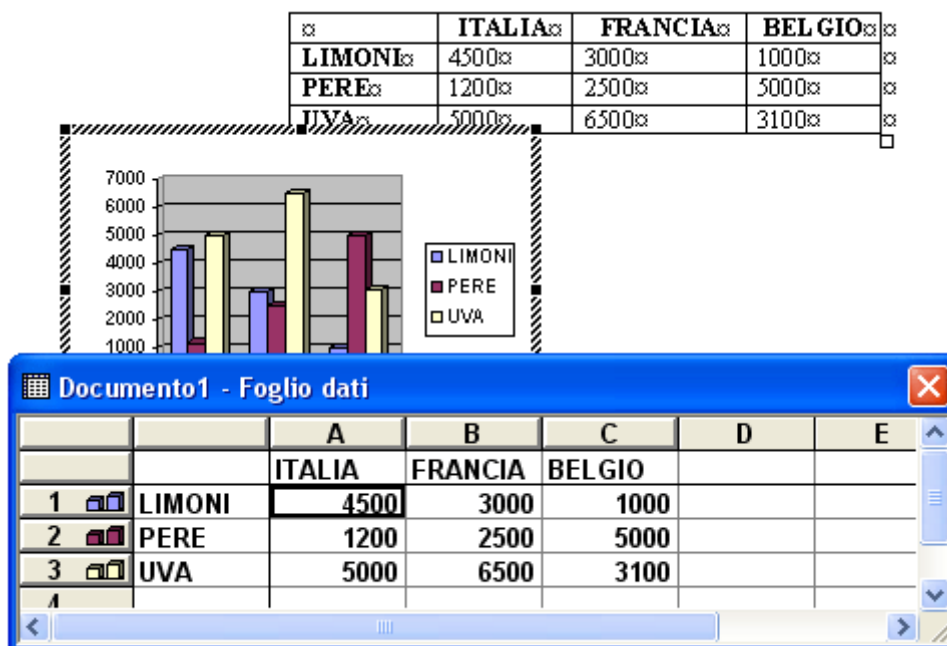 ¤ ITALIA¤ FRANCIA¤ BELGIO¤ ¤
LIMONI¤ 4500¤ 3000¤ 1000¤ ¤
PERE¤ 1200¤ 2500¤ 5000¤ ¤
UVA¤ 5000¤ 6500¤ 3100¤ ¤
7000
6000
5000
4000
3000
2000
1000
LIMONI
PERE
UVA
Documento1 - Foglio dati
A B C D E
ITALIA FRANCIA BELGIO
1 LIMONI 4500 3000 1000
2 PERE 1200 2500 5000
3 UVA 5000 6500 3100
4